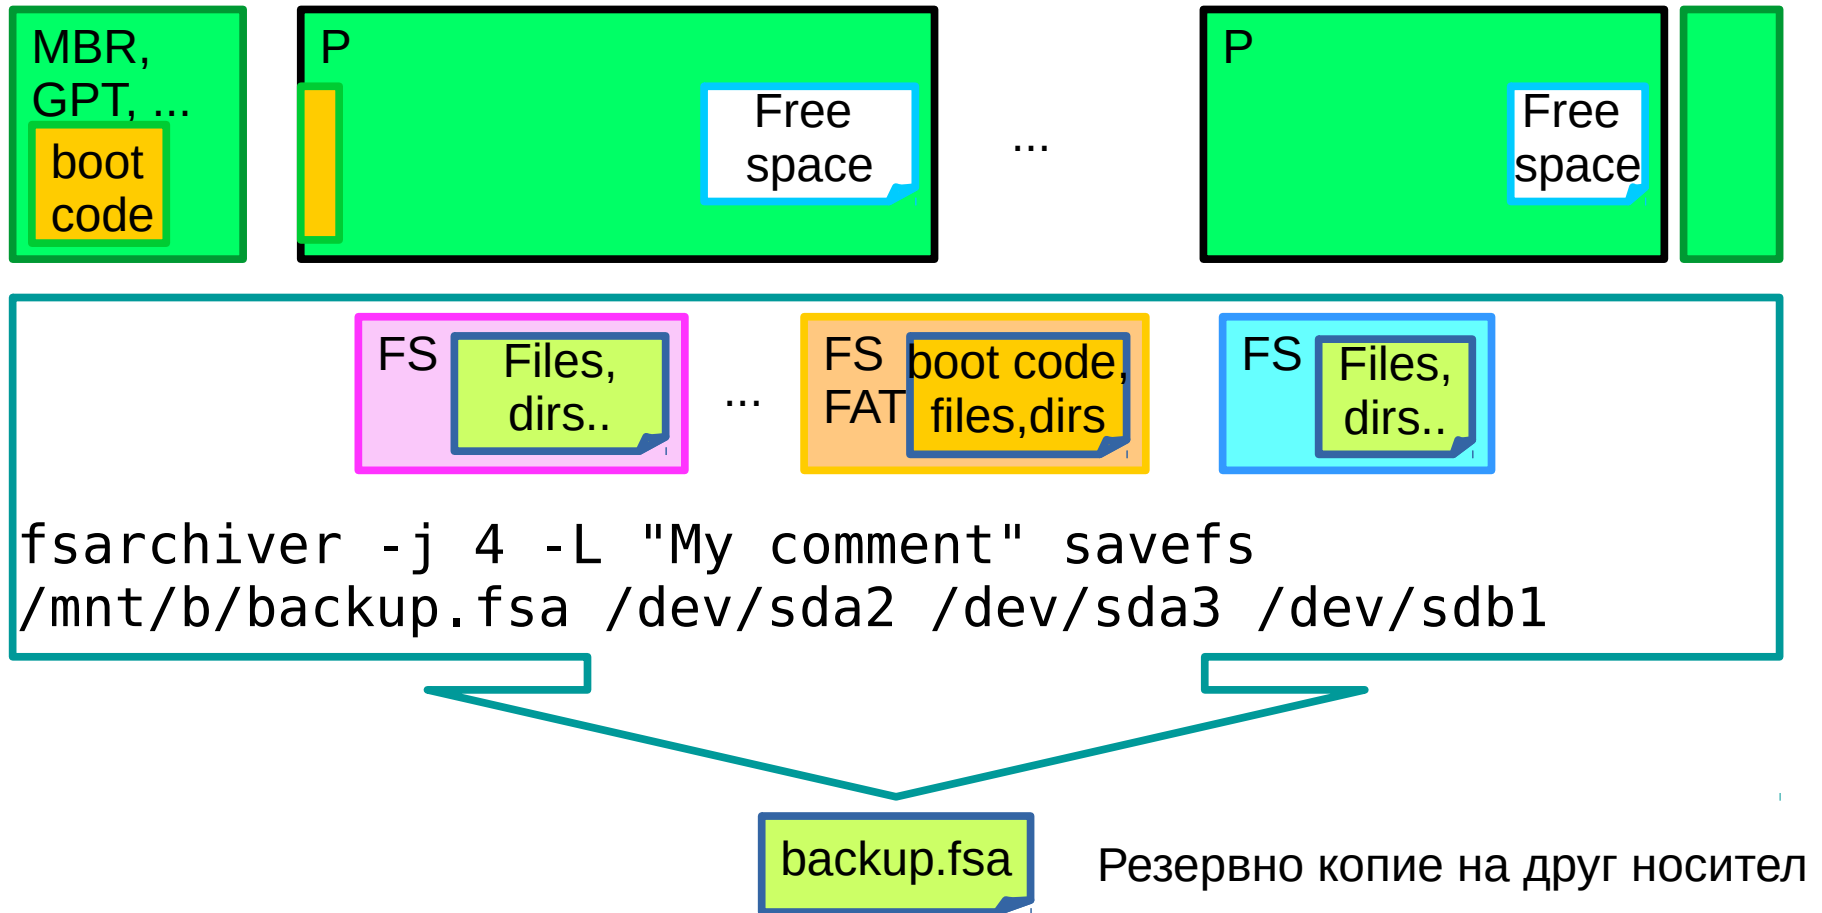 MBR,
GPT, ...
boot
code
P
Free
space
...
P
Free
space
FS
Files,
dirs..
...
FS
FAT
boot code,
files,dirs
FS
Files,
dirs..
fsarchiver -j 4 -L "My comment" savefs
/mnt/b/backup.fsa /dev/sda2 /dev/sda3 /dev/sdb1
backup.fsa
Резервно копие на друг носител